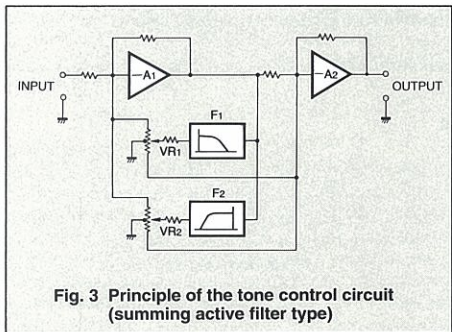 INPUT
−A1
−A2
OUTPUT
F1
VR1
F2
VR2
Fig. 3 Principle of the tone control circuit
(summing active filter type)